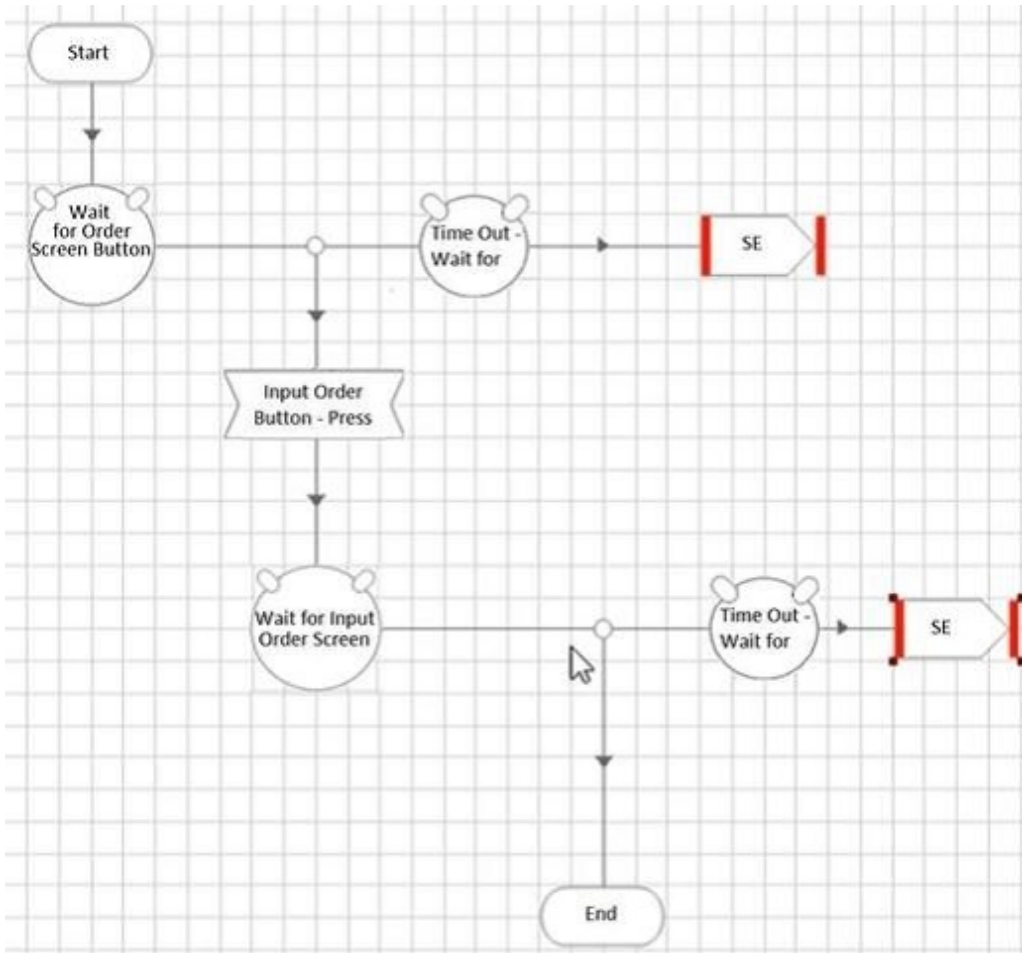 Start
Wait
for Order
Screen Button
Time Out -
Wait for
SE
Input Order
Button - Press
Wait for Input
Order Screen
Time Out -
Wait for
SE
End